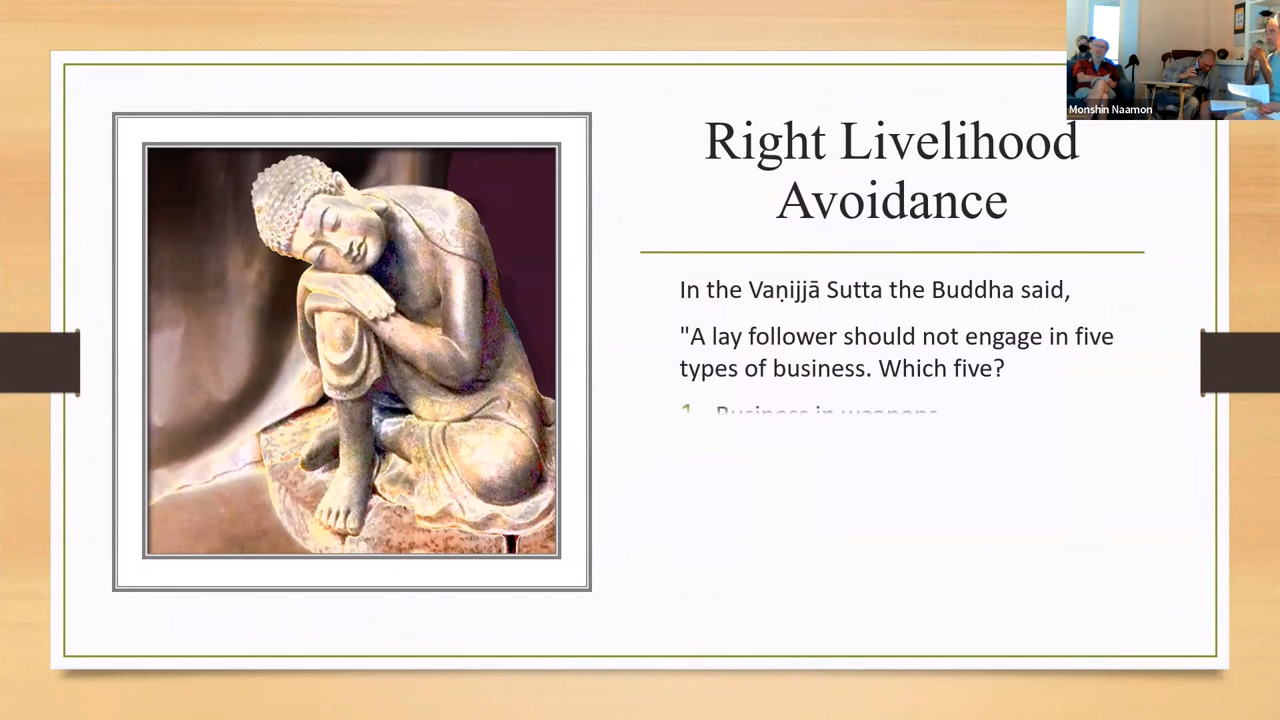 Monshin Naamon
Right Livelihood
Avoidance
In the Vaṇijjā Sutta the Buddha said,
"A lay follower should not engage in five
types of business. Which five?
1. Business in weapons